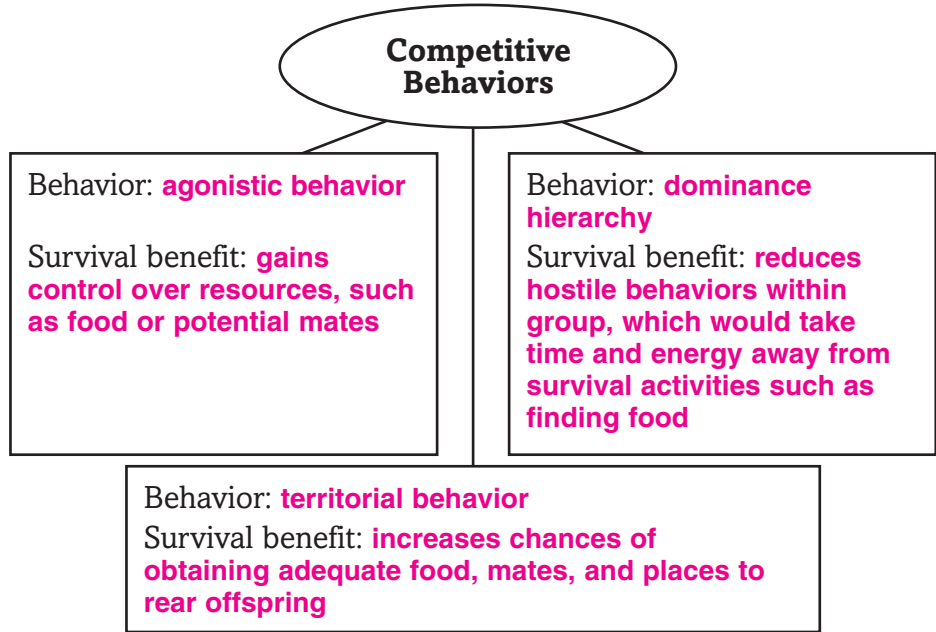 Competitive
Behaviors
Behavior: agonistic behavior
Survival benefit: gains
control over resources, such
as food or potential mates
Behavior: dominance
hierarchy
Survival benefit: reduces
hostile behaviors within
group, which would take
time and energy away from
survival activities such as
finding food
Behavior: territorial behavior
Survival benefit: increases chances of
obtaining adequate food, mates, and places to
rear offspring